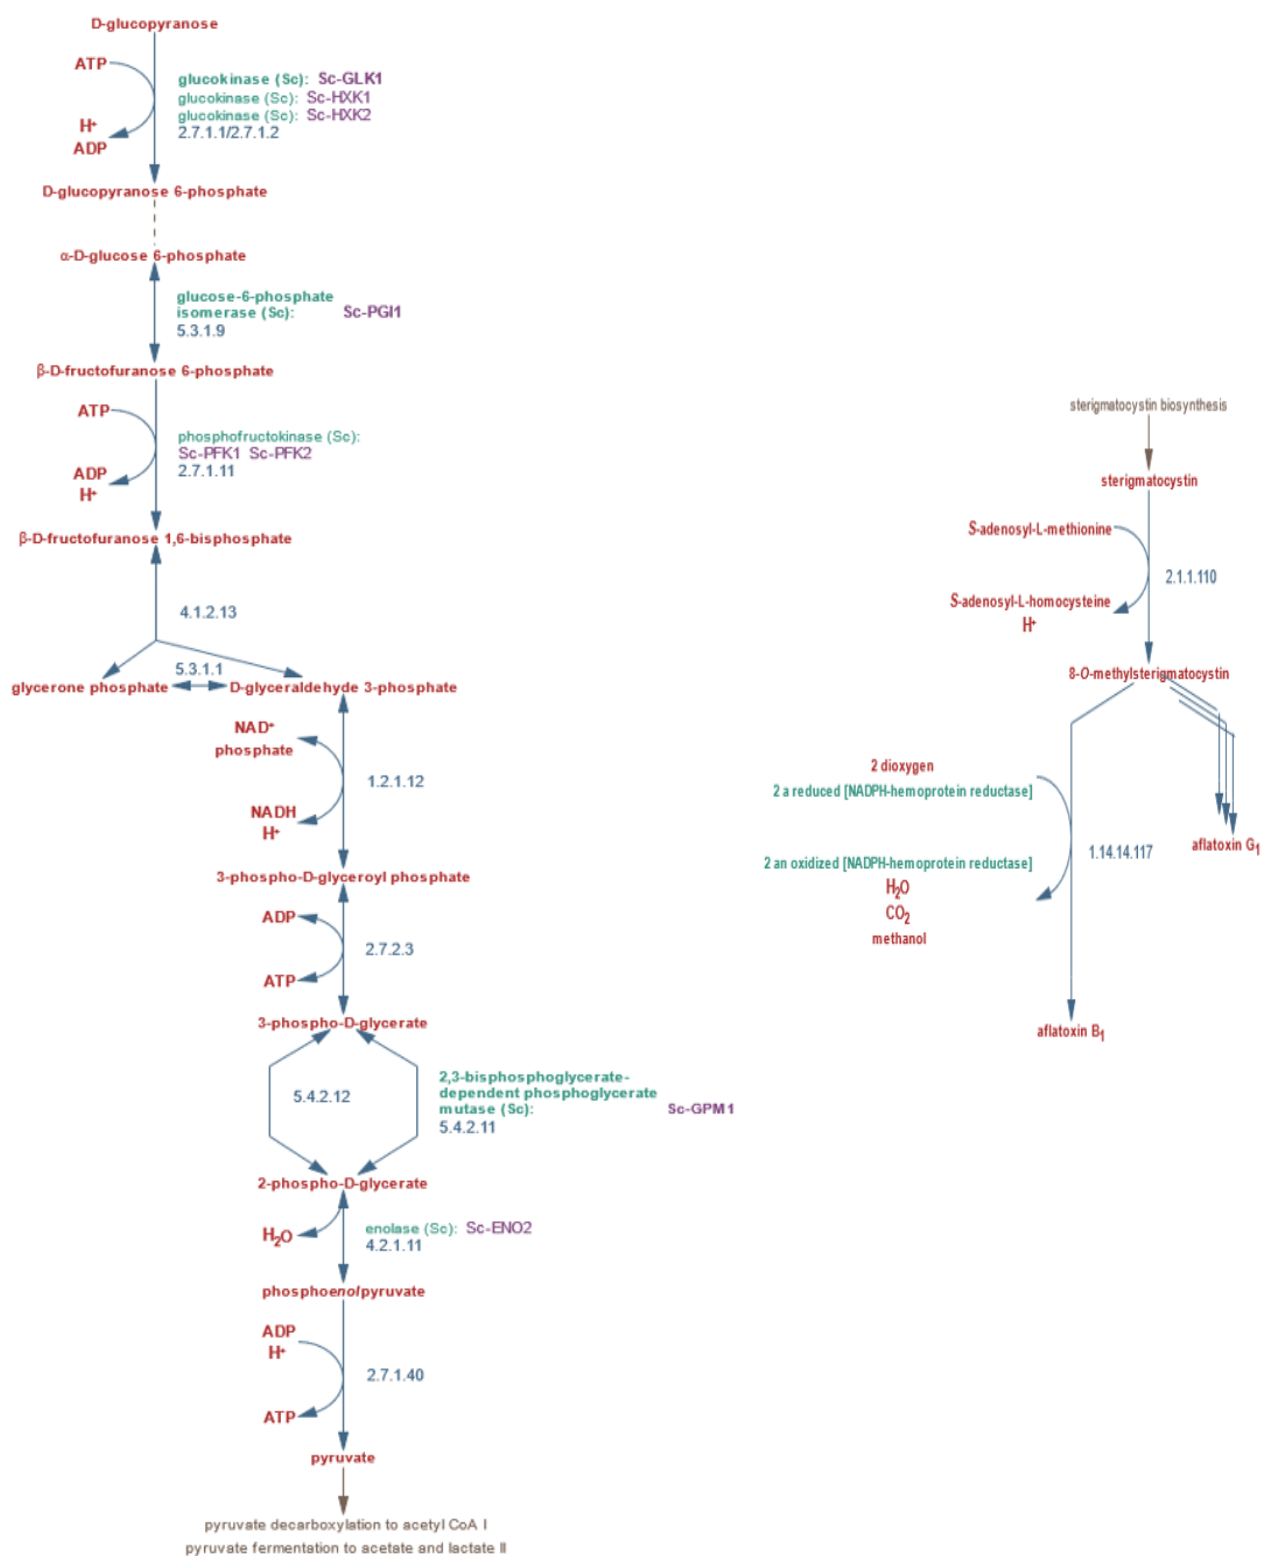 D-glucopyranose
ATP
glucokinase (Sc): Sc-GLK1
glucokinase (Sc): Sc-HXK1
glucokinase (Sc): Sc-HXK2
2.7.1.1/2.7.1.2
H+
ADP
D-glucopyranose 6-phosphate
α-D-glucose 6-phosphate
glucose-6-phosphate
isomerase (Sc): Sc-PGI1
5.3.1.9
β-D-fructofuranose 6-phosphate
ATP
phosphofructokinase (Sc):
Sc-PFK1 Sc-PFK2
2.7.1.11
ADP
H+
β-D-fructofuranose 1,6-bisphosphate
4.1.2.13
5.3.1.1
glycerone phosphate
D-glyceraldehyde 3-phosphate
NAD+
phosphate
1.2.1.12
NADH
H+
3-phospho-D-glyceroyl phosphate
ADP
2.7.2.3
ATP
3-phospho-D-glycerate
5.4.2.12
2,3-bisphosphoglycerate-
dependent phosphoglycerate
mutase (Sc): Sc-GPM1
5.4.2.11
2-phospho-D-glycerate
H2O
enolase (Sc): Sc-ENO2
4.2.1.11
phosphoenolpyruvate
ADP
H+
2.7.1.40
ATP
pyruvate
pyruvate decarboxylation to acetyl CoA I
pyruvate fermentation to acetate and lactate II
sterigmatocystin biosynthesis
sterigmatocystin
S-adenosyl-L-methionine
2.1.1.110
S-adenosyl-L-homocysteine
H+
8-O-methylsterigmatocystin
2 dioxygen
2 a reduced [NADPH-hemoprotein reductase]
1.14.14.117
2 an oxidized [NADPH-hemoprotein reductase]
H2O
CO2
methanol
aflatoxin G1
aflatoxin B1